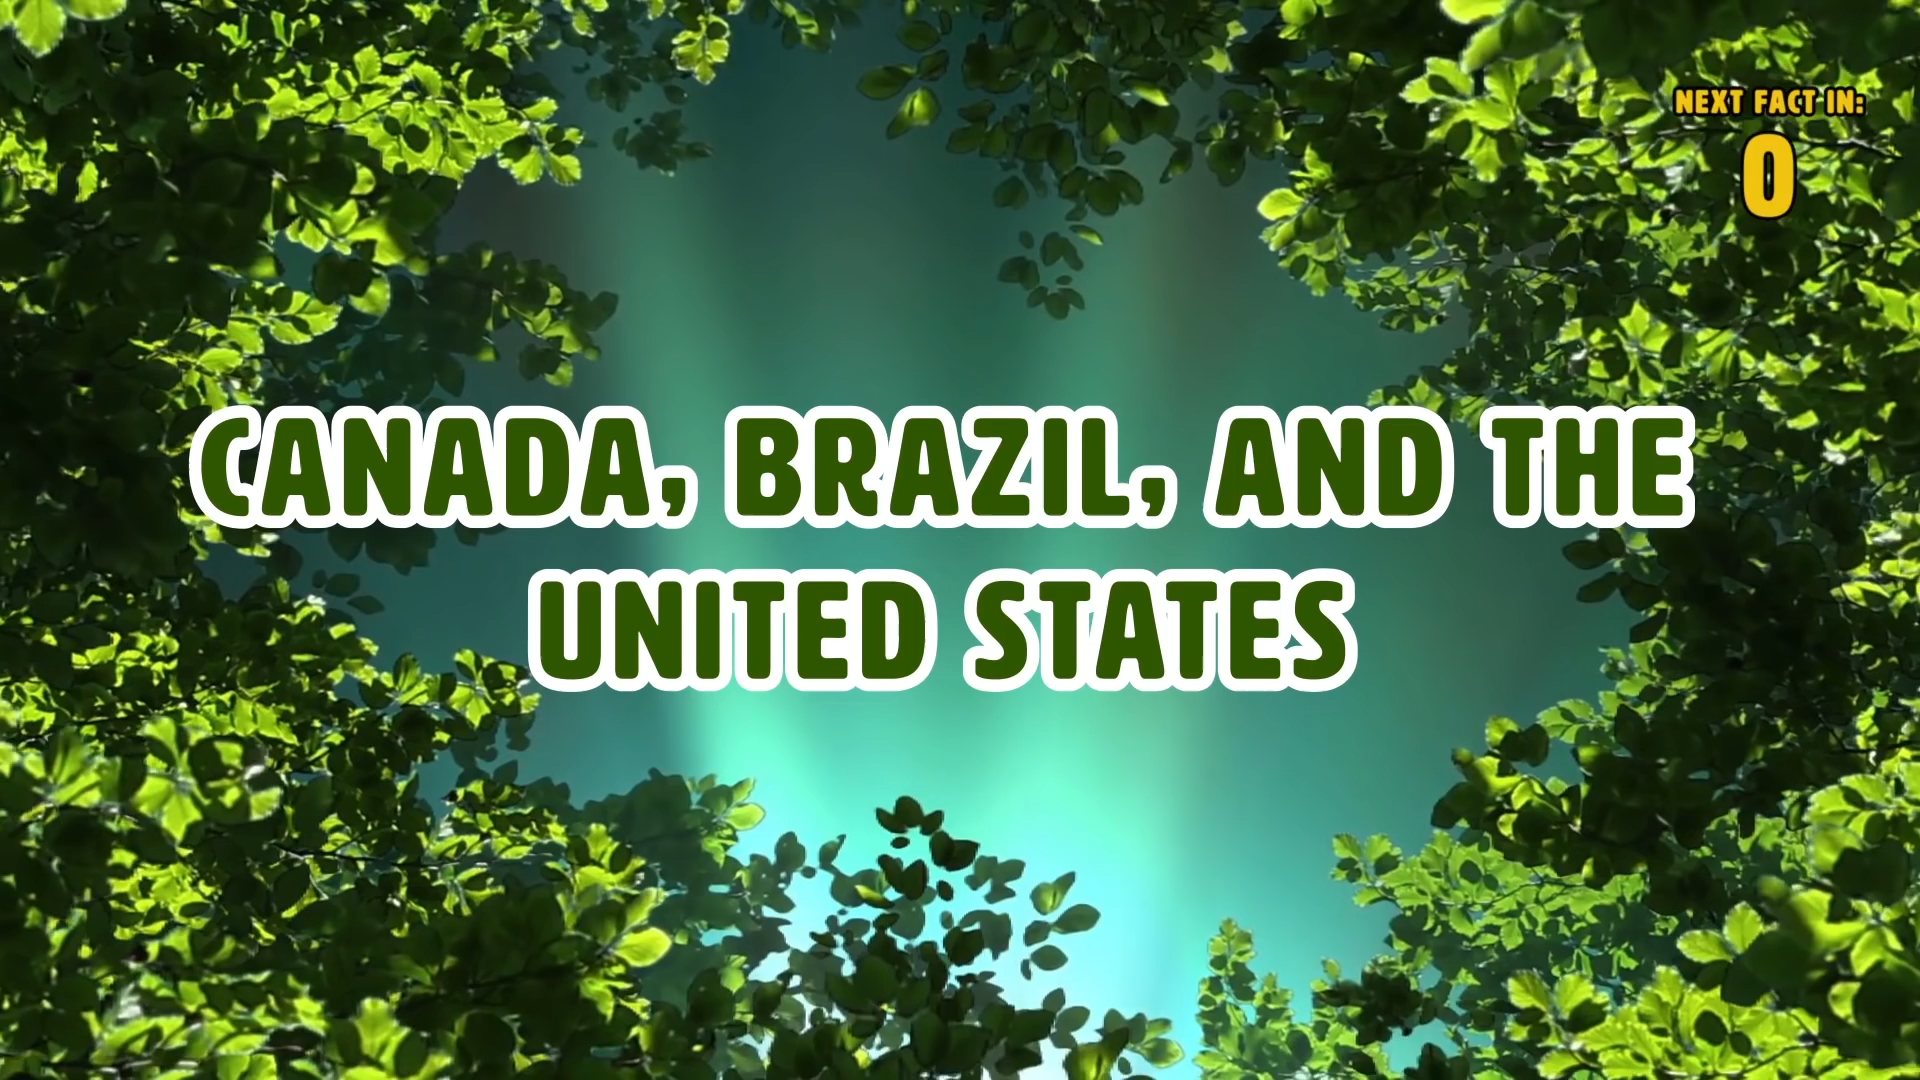 NEXT FACT IN:
0
CANADA, BRAZIL, AND THE
UNITED STATES